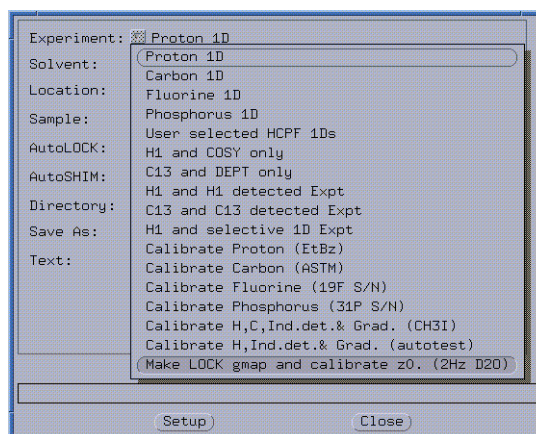 Experiment: Proton 1D
Proton 1D
Solvent:
Carbon 1D
Location:
Fluorine 1D
Sample:
Phosphorus 1D
User selected HCPF 1Ds
AutoLOCK:
H1 and COSY only
C13 and DEPT only
AutoSHIM:
H1 and H1 detected Expt
Directory:
C13 and C13 detected Expt
Save As:
H1 and selective 1D Expt
Text:
Calibrate Proton (EtBz)
Calibrate Carbon (ASTM)
Calibrate Fluorine (19F S/N)
Calibrate Phosphorus (31P S/N)
Calibrate H,C,Ind.det.& Grad. (CH3I)
Calibrate H,Ind.det.& Grad. (autotest)
Make LOCK gmap and calibrate z0. (2Hz D2O)
Setup
Close